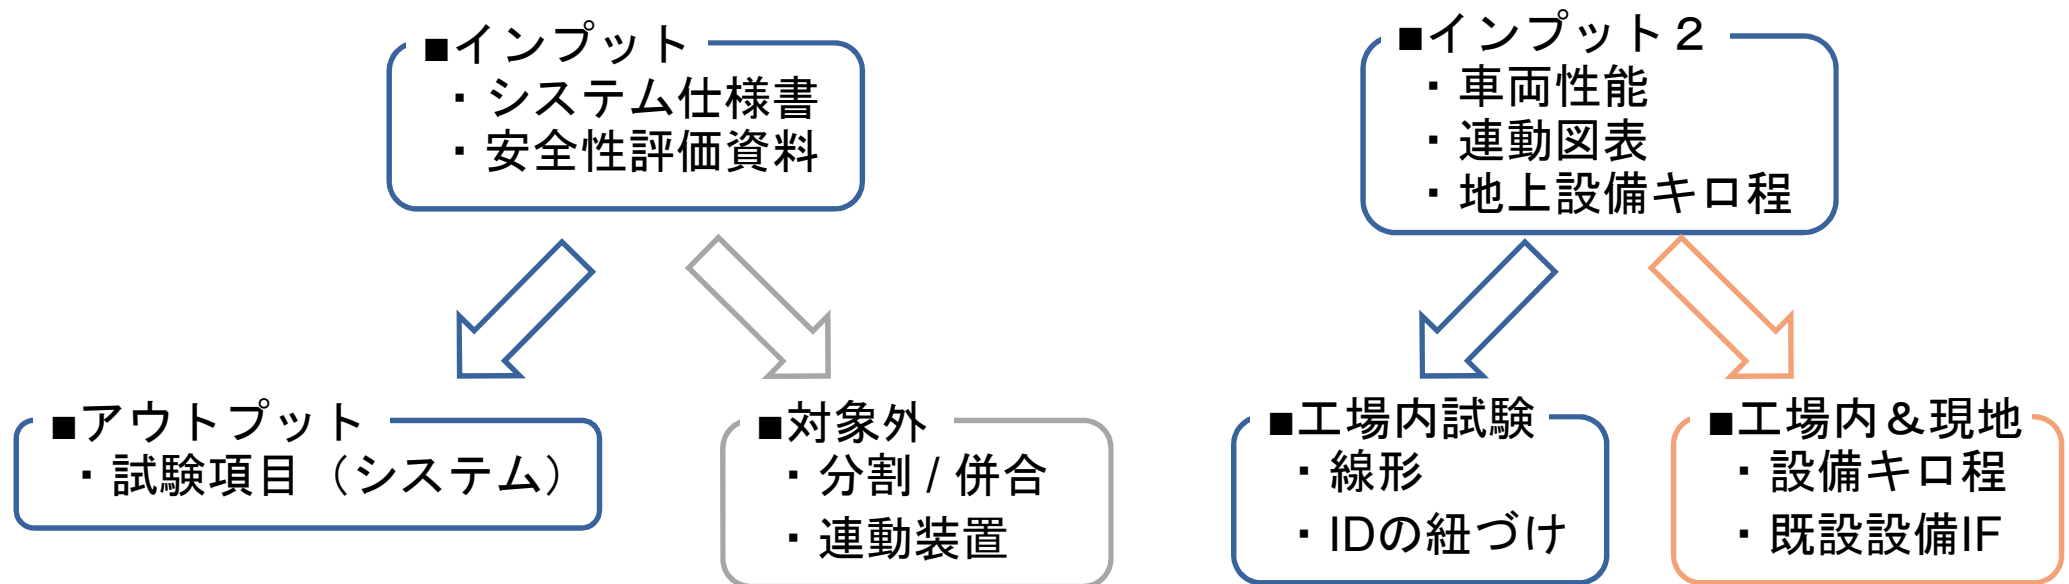 ■インプット
・システム仕様書
・安全性評価資料
■インプット２
・車両性能
・連動図表
・地上設備キロ程
■アウトプット
・試験項目（システム）
■対象外
・分割 / 併合
・連動装置
■工場内試験
・線形
・IDの紐づけ
■工場内＆現地
・設備キロ程
・既設設備IF